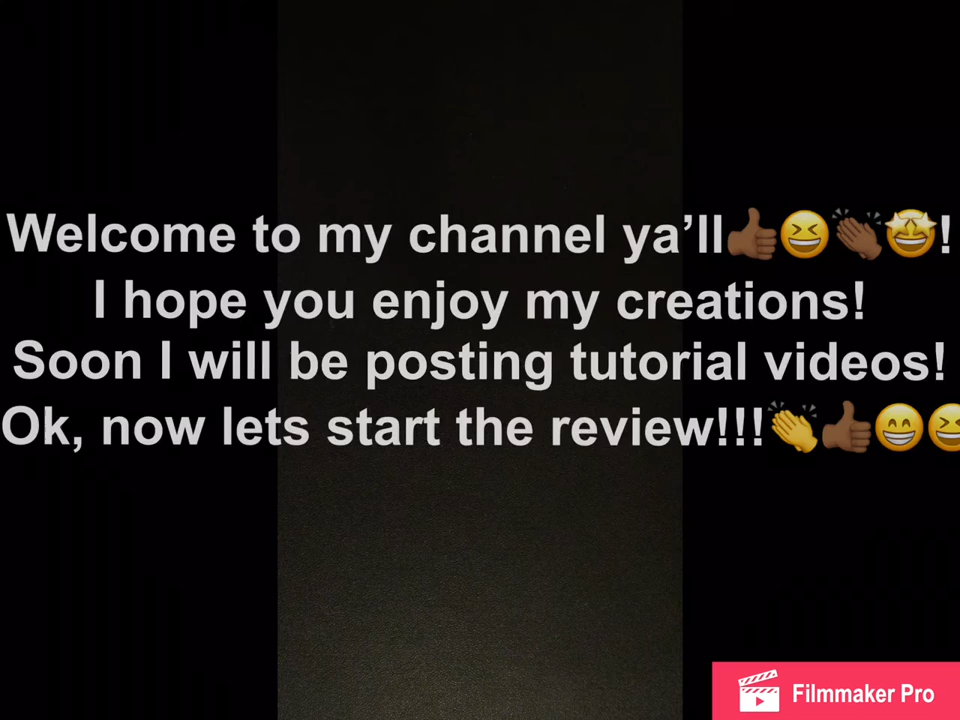 Welcome to my channel ya’ll👍🏾😆👏🏾🤩!
I hope you enjoy my creations!
Soon I will be posting tutorial videos!
Ok, now lets start the review!!!👏👍🏾😁😆
Filmmaker Pro